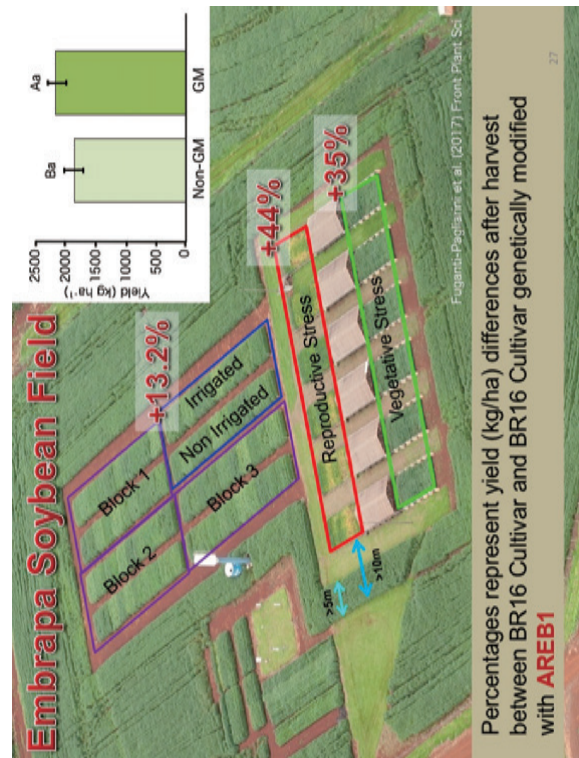 Embrapa Soybean Field
2500
2000
1500
1000
500
0
Yield (kg ha⁻¹)
Ba
Aa
Non-GM
GM
+13.2%
+44%
+35%
Block 1
Block 2
Block 3
Irrigated
Non Irrigated
Reproductive Stress
Vegetative Stress
>5m
>10m
Fuganti-Pagliarini et al. (2017) Front Plant Sci
Percentages represent yield (kg/ha) differences after harvest
between BR16 Cultivar and BR16 Cultivar genetically modified
with AREB1
27